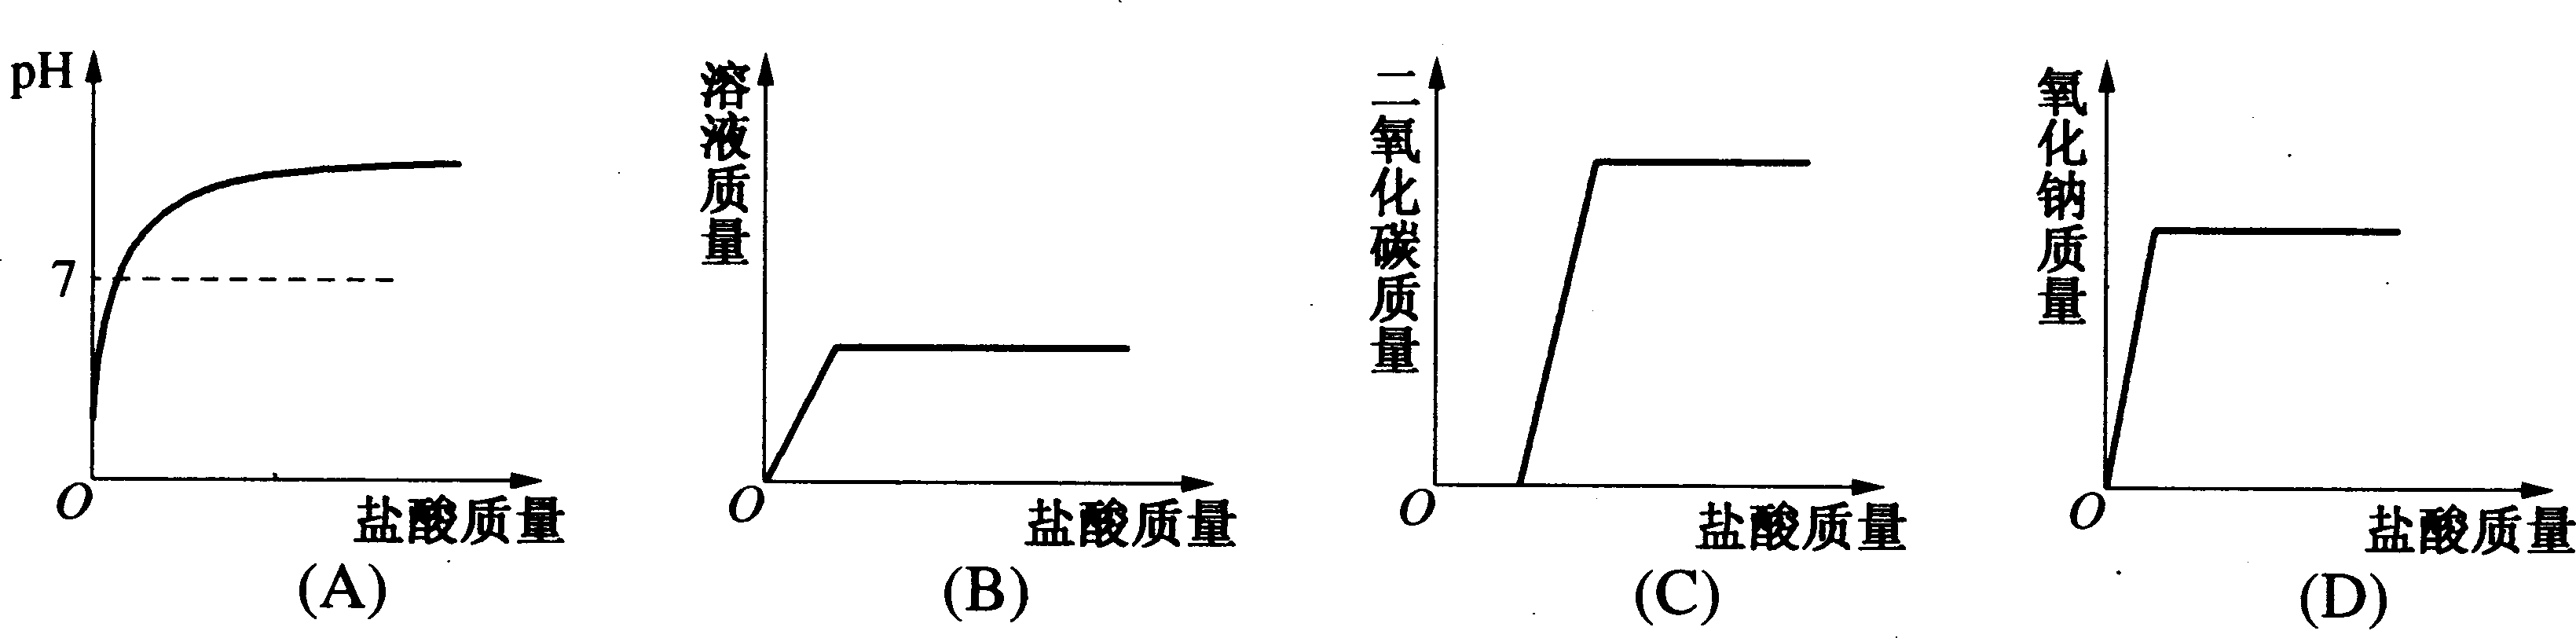 pH
7
O
盐酸质量
(A)
溶液质量
O
盐酸质量
(B)
二氧化碳质量
O
盐酸质量
(C)
氧化钠质量
O
盐酸质量
(D)